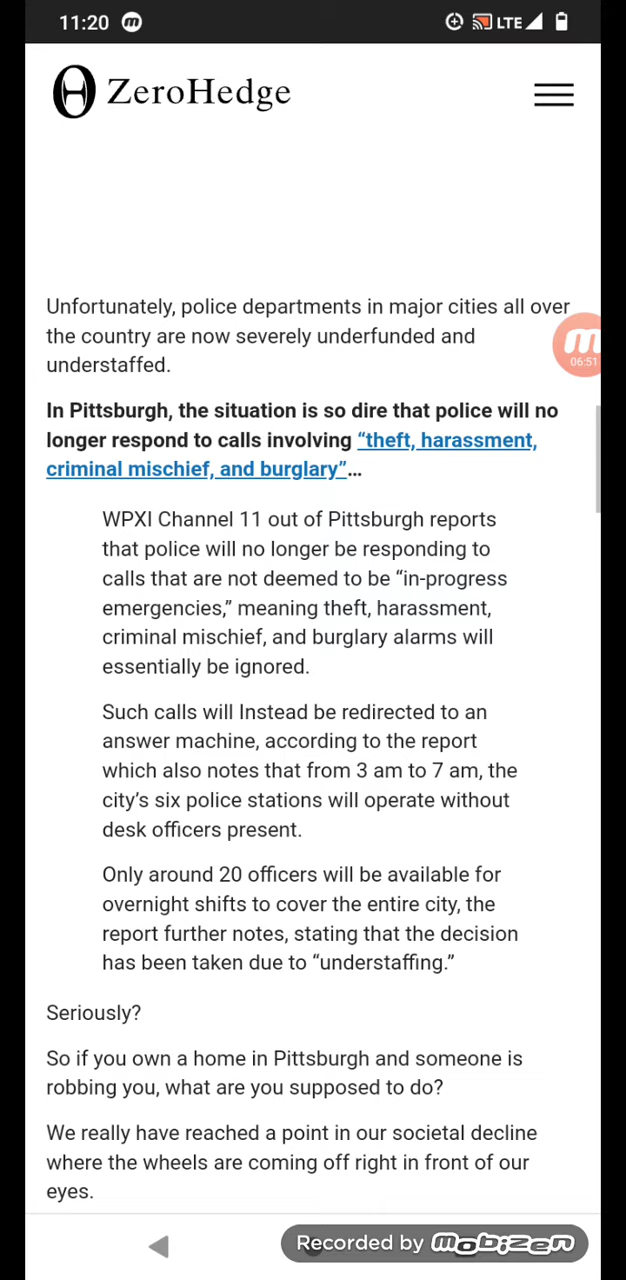 11:20 m LTE
ZeroHedge
Unfortunately, police departments in major cities all over
the country are now severely underfunded and
understaffed.
m
06:51
In Pittsburgh, the situation is so dire that police will no
longer respond to calls involving “theft, harassment,
criminal mischief, and burglary”...
WPXI Channel 11 out of Pittsburgh reports
that police will no longer be responding to
calls that are not deemed to be “in-progress
emergencies,” meaning theft, harassment,
criminal mischief, and burglary alarms will
essentially be ignored.
Such calls will Instead be redirected to an
answer machine, according to the report
which also notes that from 3 am to 7 am, the
city’s six police stations will operate without
desk officers present.
Only around 20 officers will be available for
overnight shifts to cover the entire city, the
report further notes, stating that the decision
has been taken due to “understaffing.”
Seriously?
So if you own a home in Pittsburgh and someone is
robbing you, what are you supposed to do?
We really have reached a point in our societal decline
where the wheels are coming off right in front of our
eyes.
Recorded by mobizen